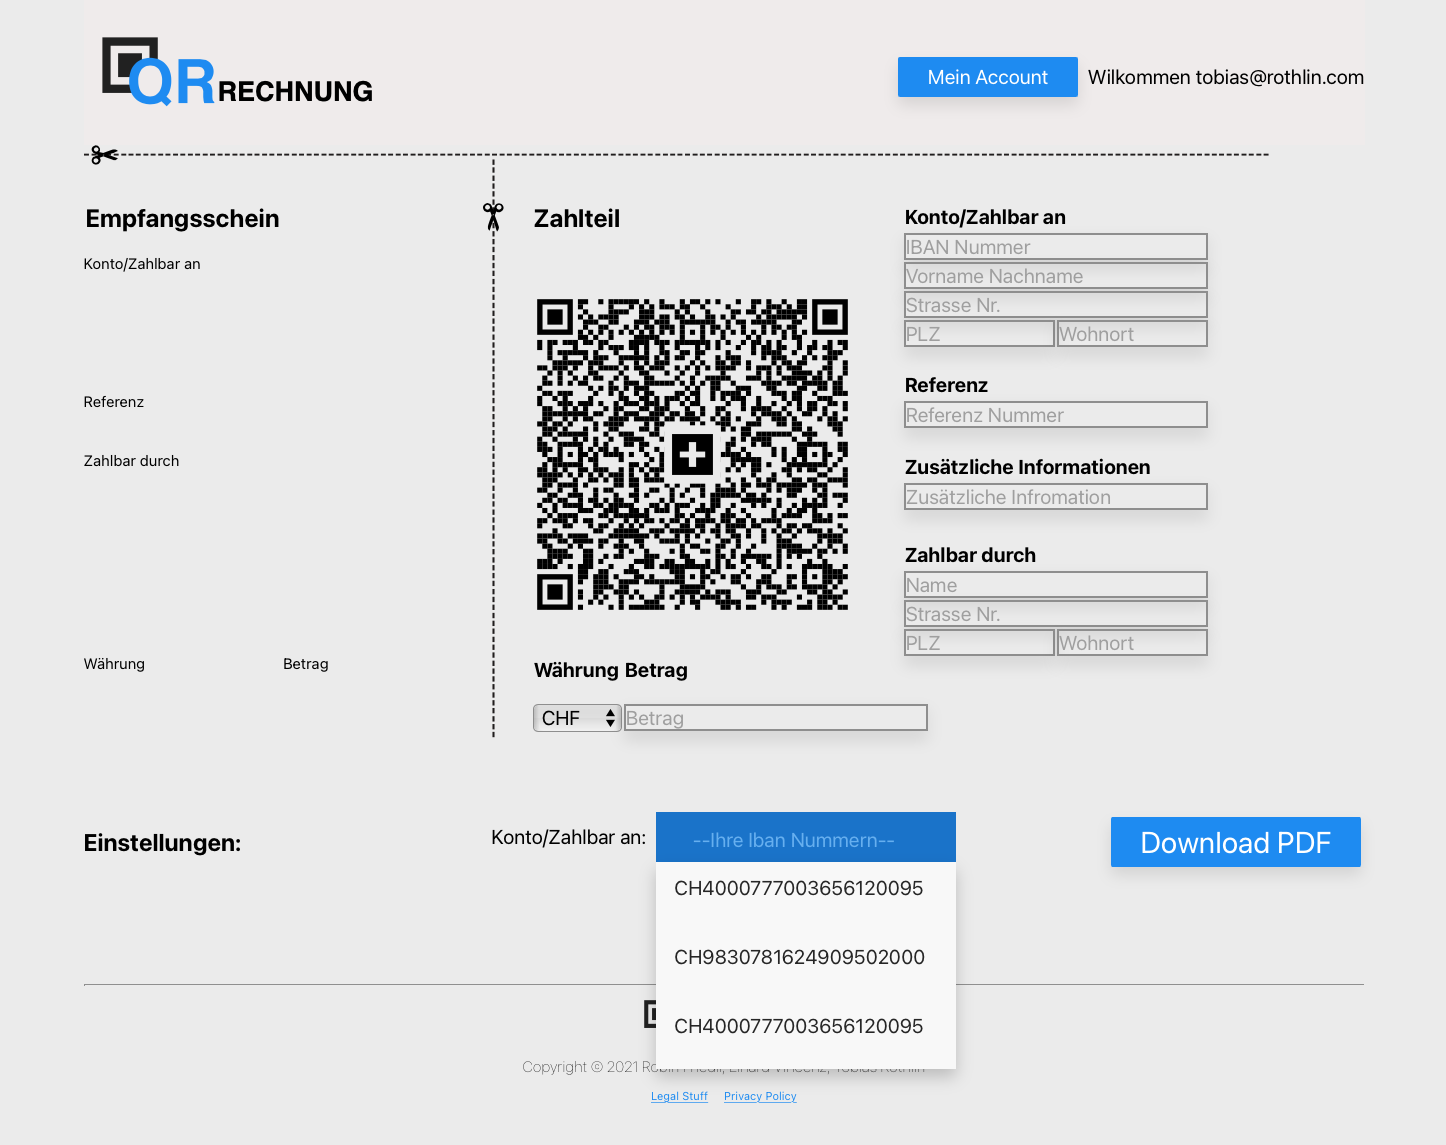 QR RECHNUNG
Mein Account
Wilkommen tobias@rothlin.com
Empfangsschein
Konto/Zahlbar an
Referenz
Zahlbar durch
Währung
Betrag
Zahlteil
Währung Betrag
CHF
Betrag
Konto/Zahlbar an
IBAN Nummer
Vorname Nachname
Strasse Nr.
PLZ
Wohnort
Referenz
Referenz Nummer
Zusätzliche Informationen
Zusätzliche Infromation
Zahlbar durch
Name
Strasse Nr.
PLZ
Wohnort
Einstellungen:
Konto/Zahlbar an:
--Ihre Iban Nummern--
CH4000777003656120095
CH9830781624909502000
CH4000777003656120095
Download PDF
Copyright © 2021
Legal Stuff Privacy Policy